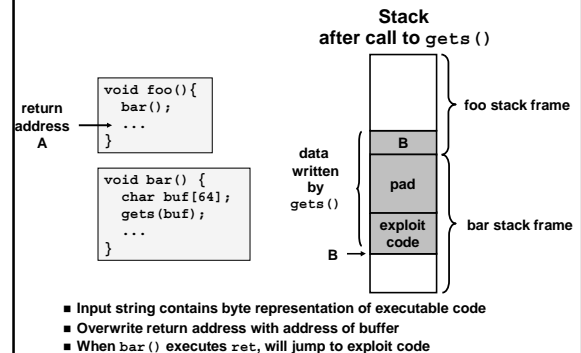 Stack
after call to gets()
void foo(){
bar();
...
}
return
address
A
void bar() {
char buf[64];
gets(buf);
...
}
data
written
by
gets()
B
pad
exploit
code
B
foo stack frame
bar stack frame
■ Input string contains byte representation of executable code
■ Overwrite return address with address of buffer
■ When bar() executes ret, will jump to exploit code